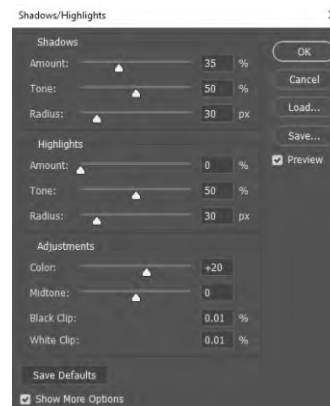 Shadows/Highlights
Shadows
Amount: 35 %
Tone: 50 %
Radius: 30 px
Highlights
Amount: 0 %
Tone: 50 %
Radius: 30 px
Adjustments
Color: +20
Midtone: 0
Black Clip: 0.01 %
White Clip: 0.01 %
Save Defaults
Show More Options
OK
Cancel
Load...
Save...
Preview